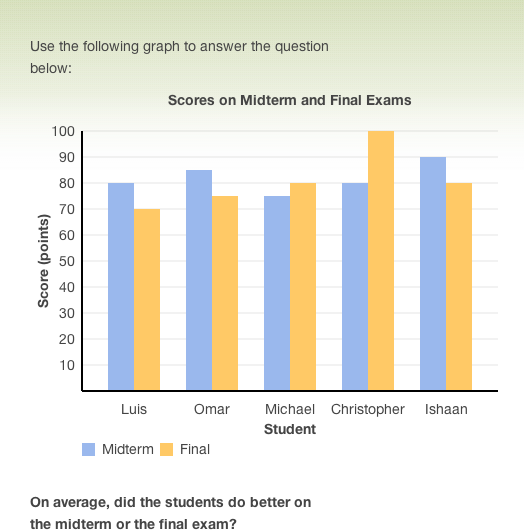 Use the following graph to answer the question
below:
Scores on Midterm and Final Exams
100
90
80
70
60
50
40
30
20
10
Score (points)
Luis Omar Michael Christopher Ishaan
Student
Midterm Final
On average, did the students do better on
the midterm or the final exam?